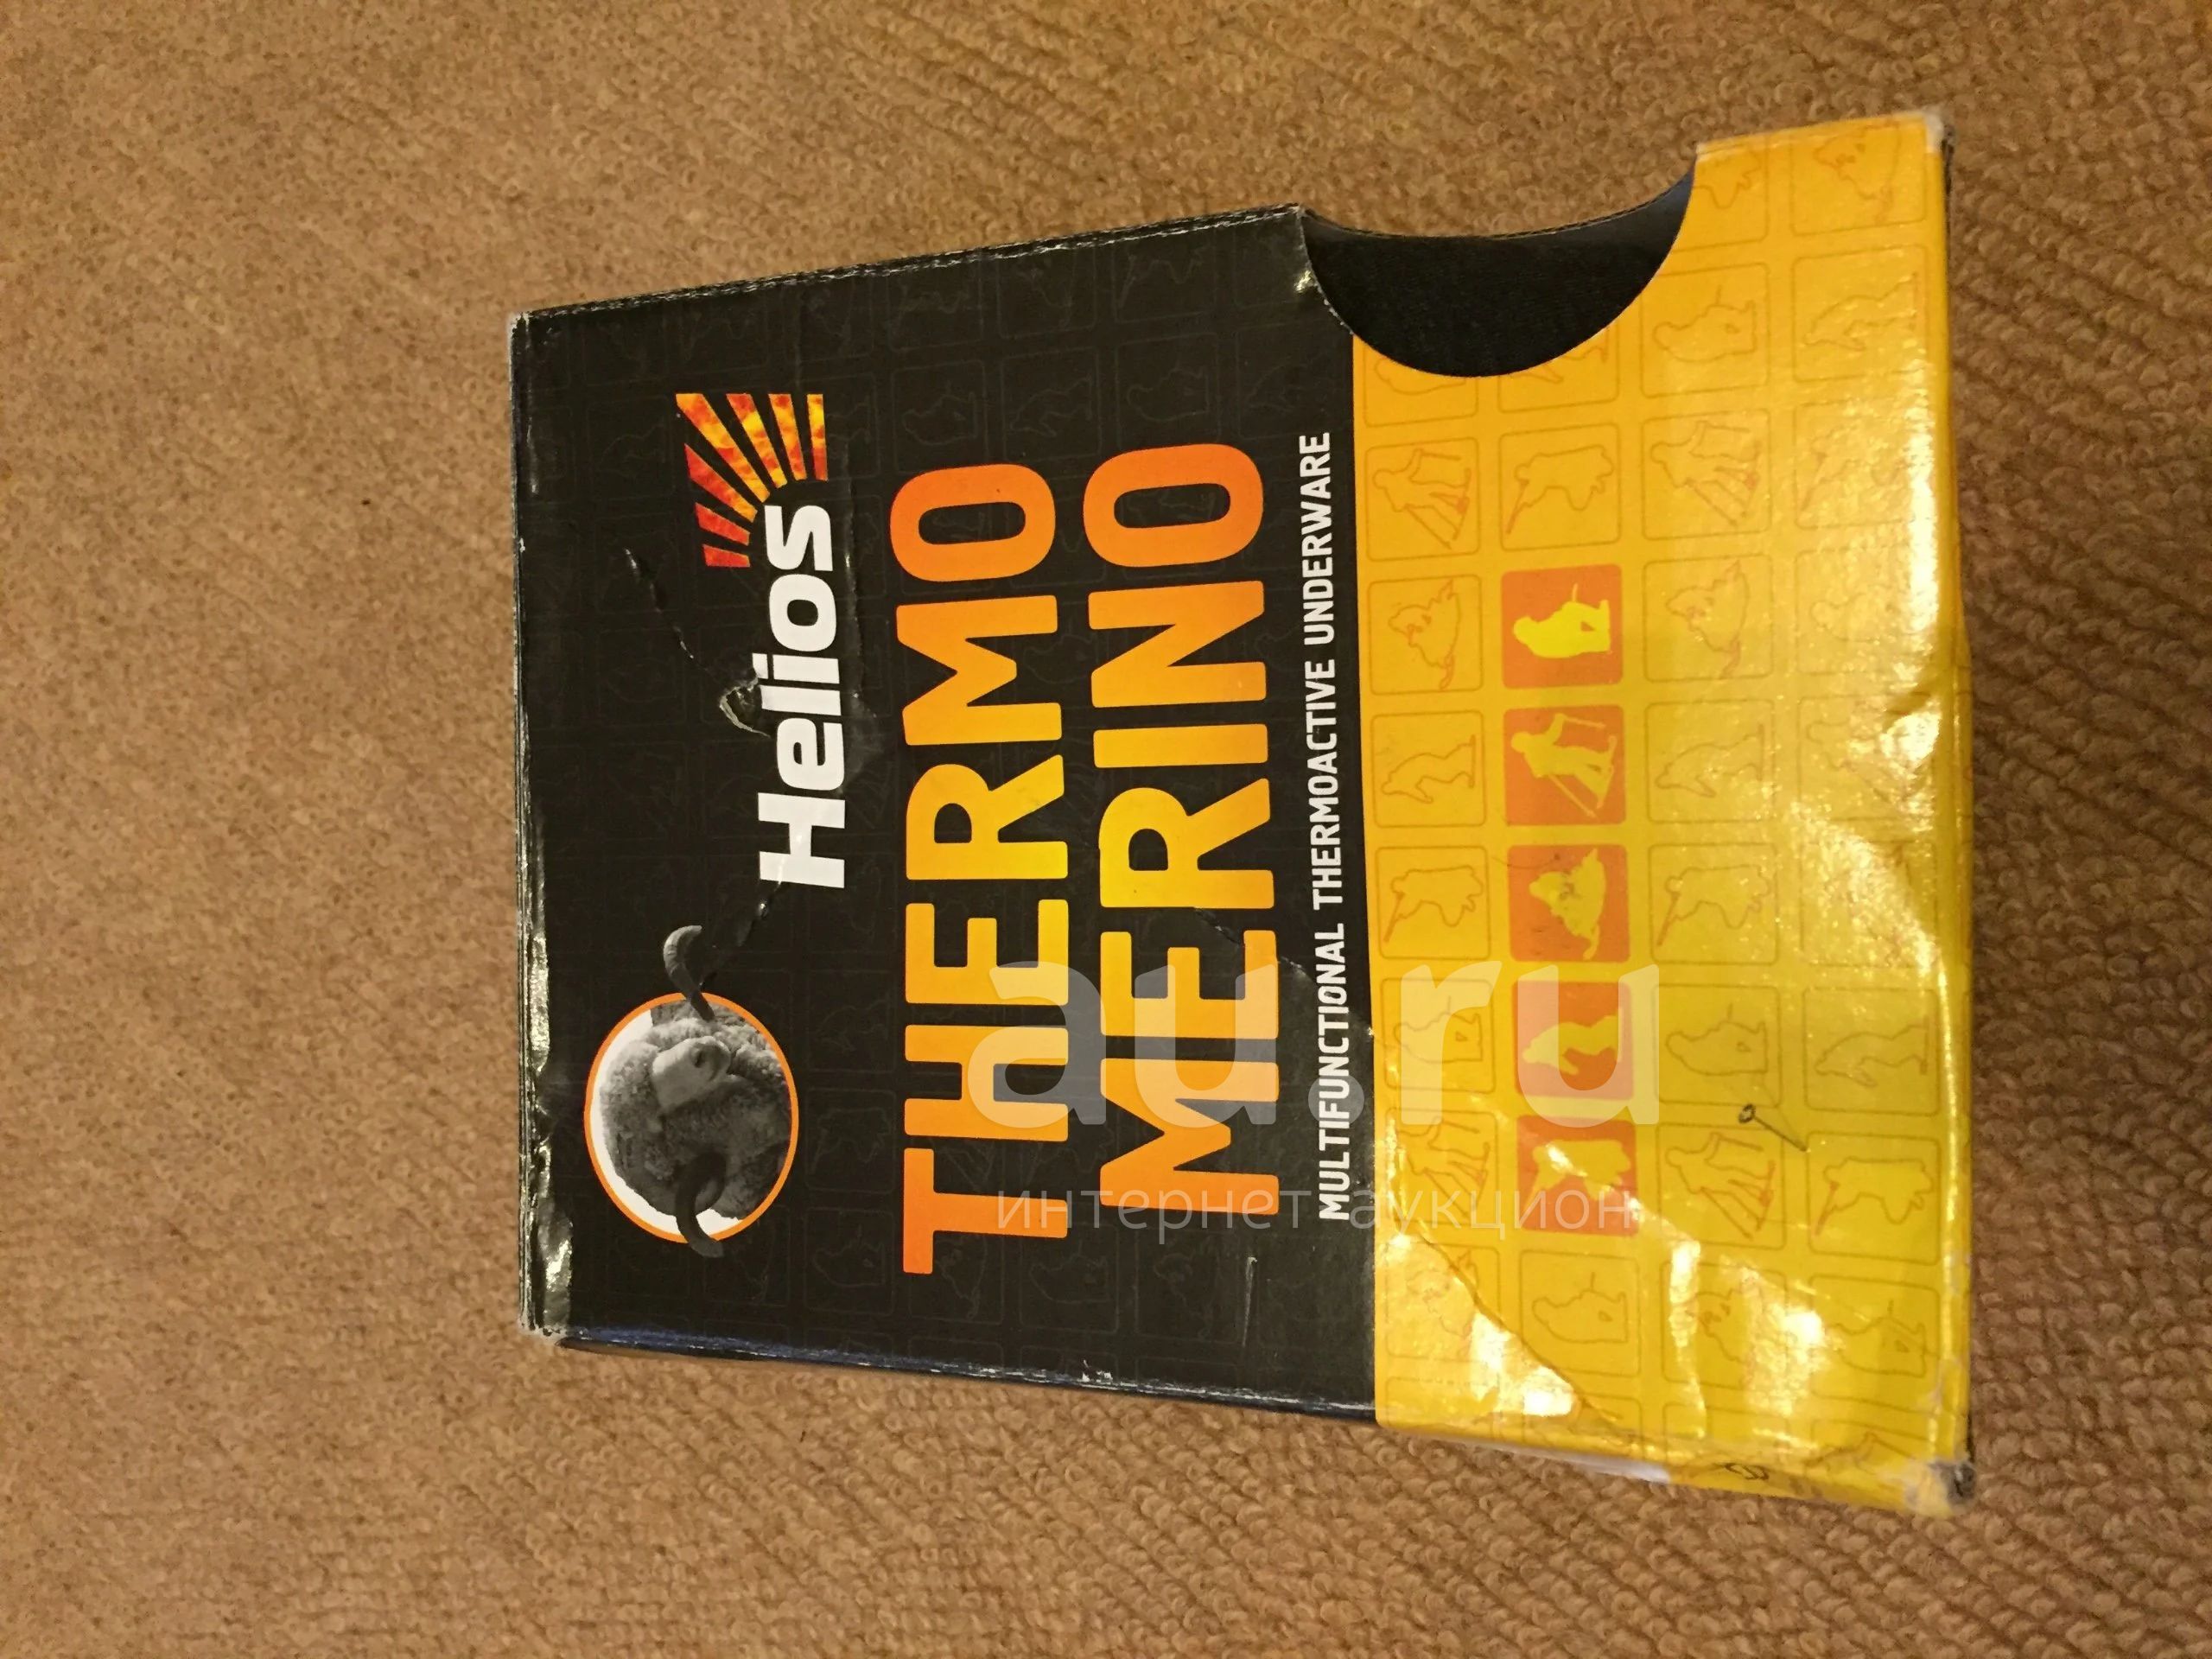 Helios
THERMO
MERINO
MULTIFUNCTIONAL THERMOACTIVE UNDERWARE
au.ru
интернет-аукцион